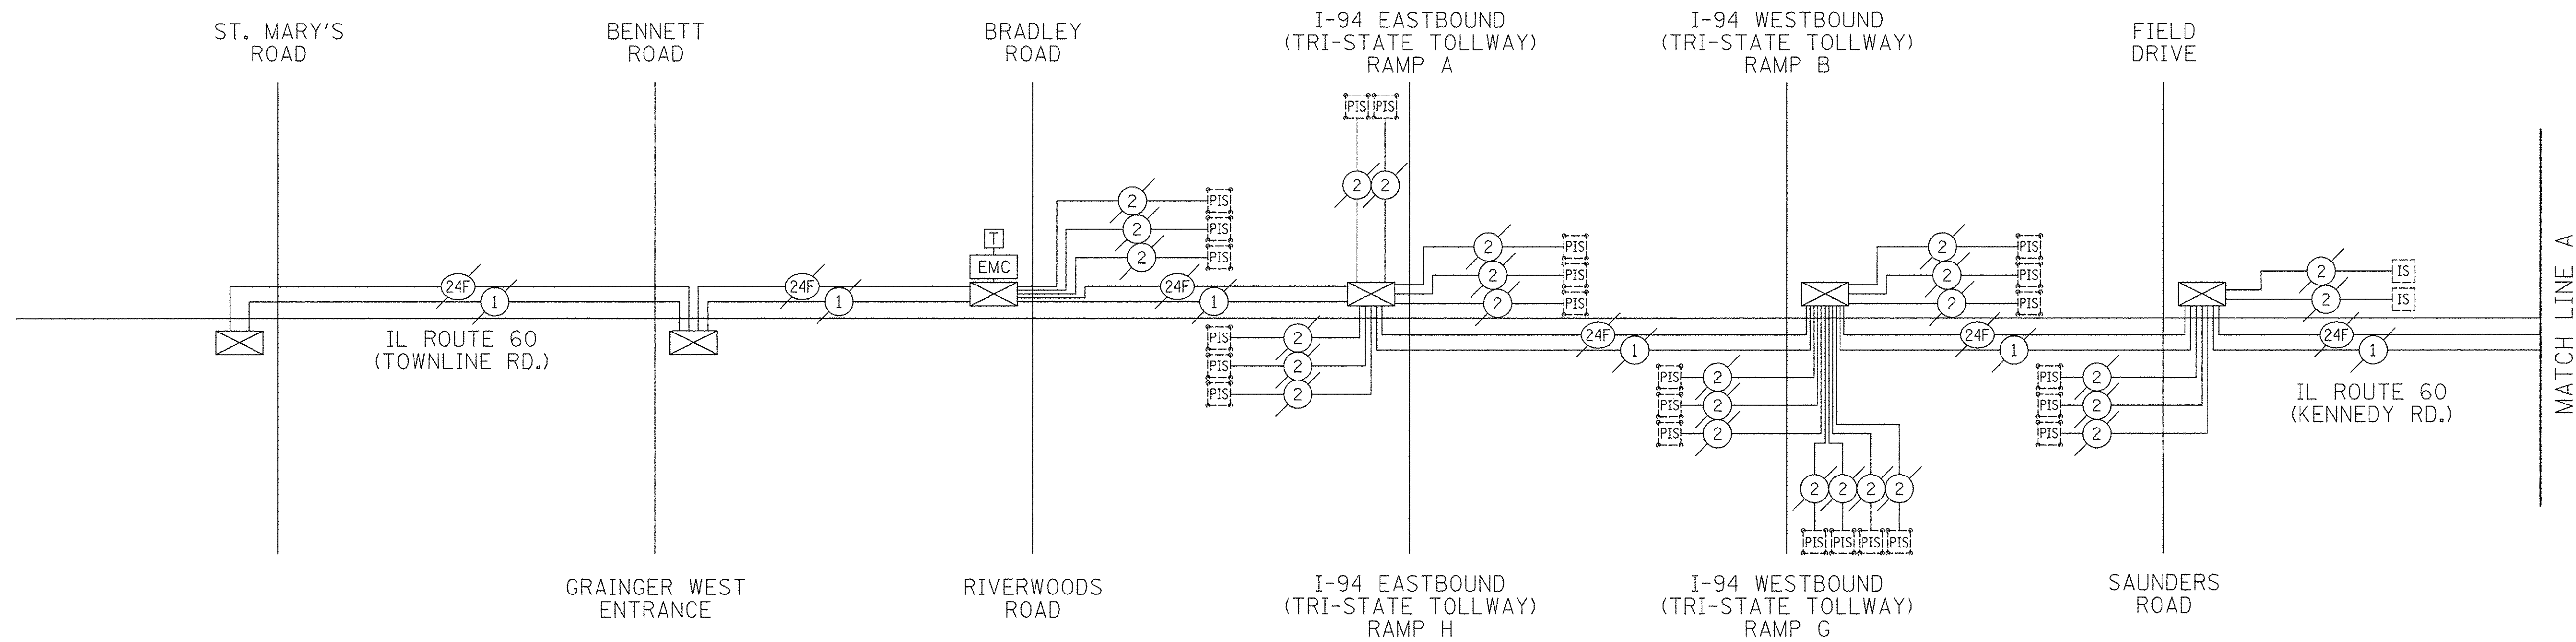 ST. MARY'S
ROAD
BENNETT
ROAD
BRADLEY
ROAD
I-94 EASTBOUND
(TRI-STATE TOLLWAY)
RAMP A
I-94 WESTBOUND
(TRI-STATE TOLLWAY)
RAMP B
FIELD
DRIVE
PIS PIS
2 2
2 PIS
2 PIS
2 PIS
T
EMC
24F
1
24F
1
24F
1
2 PIS
2 PIS
2 PIS
2 PIS
2 PIS
2 PIS
2 IS
2 IS
IL ROUTE 60
(TOWNLINE RD.)
PIS 2
PIS 2
PIS 2
24F
1
24F
1
24F
1
PIS 2
PIS 2
PIS 2
PIS 2
PIS 2
PIS 2
IL ROUTE 60
(KENNEDY RD.)
MATCH LINE A
2 2 2 2
PIS PIS PIS PIS
GRAINGER WEST
ENTRANCE
RIVERWOODS
ROAD
I-94 EASTBOUND
(TRI-STATE TOLLWAY)
RAMP H
I-94 WESTBOUND
(TRI-STATE TOLLWAY)
RAMP G
SAUNDERS
ROAD